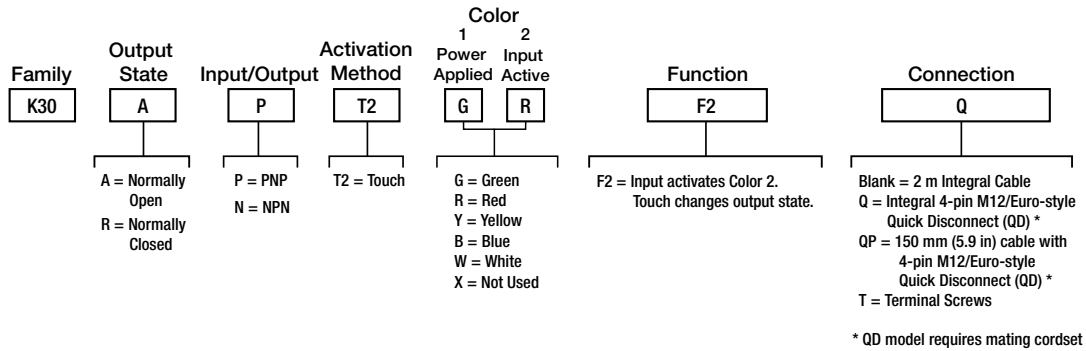 Color
1
Power
Applied
2
Input
Active
Family
Output
State
Input/Output
Activation
Method
Function
Connection
K30
A
P
T2
G
R
F2
Q
A = Normally
Open
R = Normally
Closed
P = PNP
N = NPN
T2 = Touch
G = Green
R = Red
Y = Yellow
B = Blue
W = White
X = Not Used
F2 = Input activates Color 2.
Touch changes output state.
Blank = 2 m Integral Cable
Q = Integral 4-pin M12/Euro-style
Quick Disconnect (QD) *
QP = 150 mm (5.9 in) cable with
4-pin M12/Euro-style
Quick Disconnect (QD) *
T = Terminal Screws
* QD model requires mating cordset